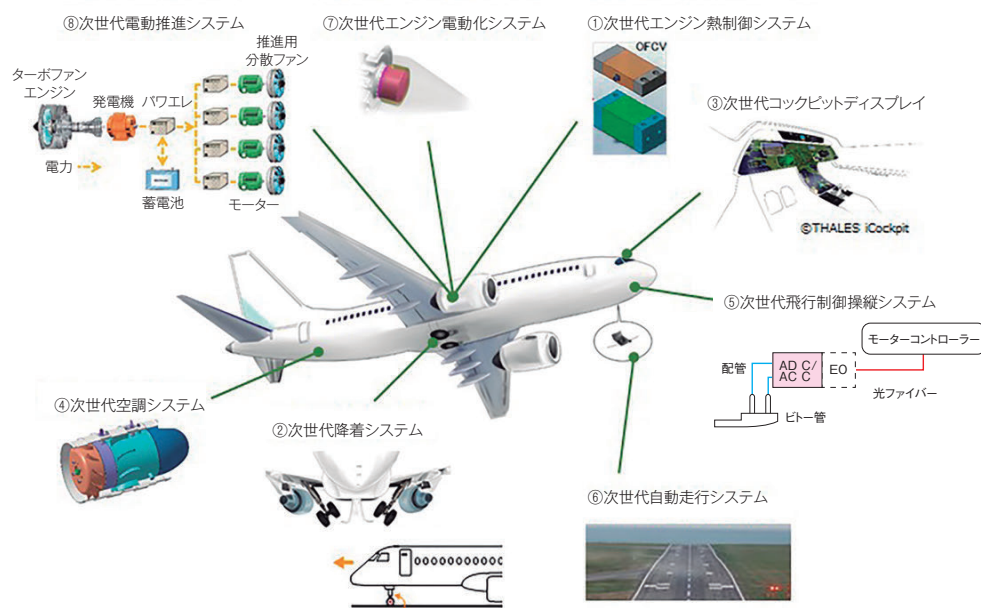 ⑧次世代電動推進システム
⑦次世代エンジン電動化システム
①次世代エンジン熱制御システム
推進用
分散ファン
ターボファン
エンジン
発電機
パワエレ
電力
蓄電池
モーター
OFCV
③次世代コックピットディスプレイ
©THALES iCockpit
⑤次世代飛行制御操縦システム
モーターコントローラー
配管
AD C/
AC C
EO
光ファイバー
ピトー管
④次世代空調システム
②次世代降着システム
⑥次世代自動走行システム